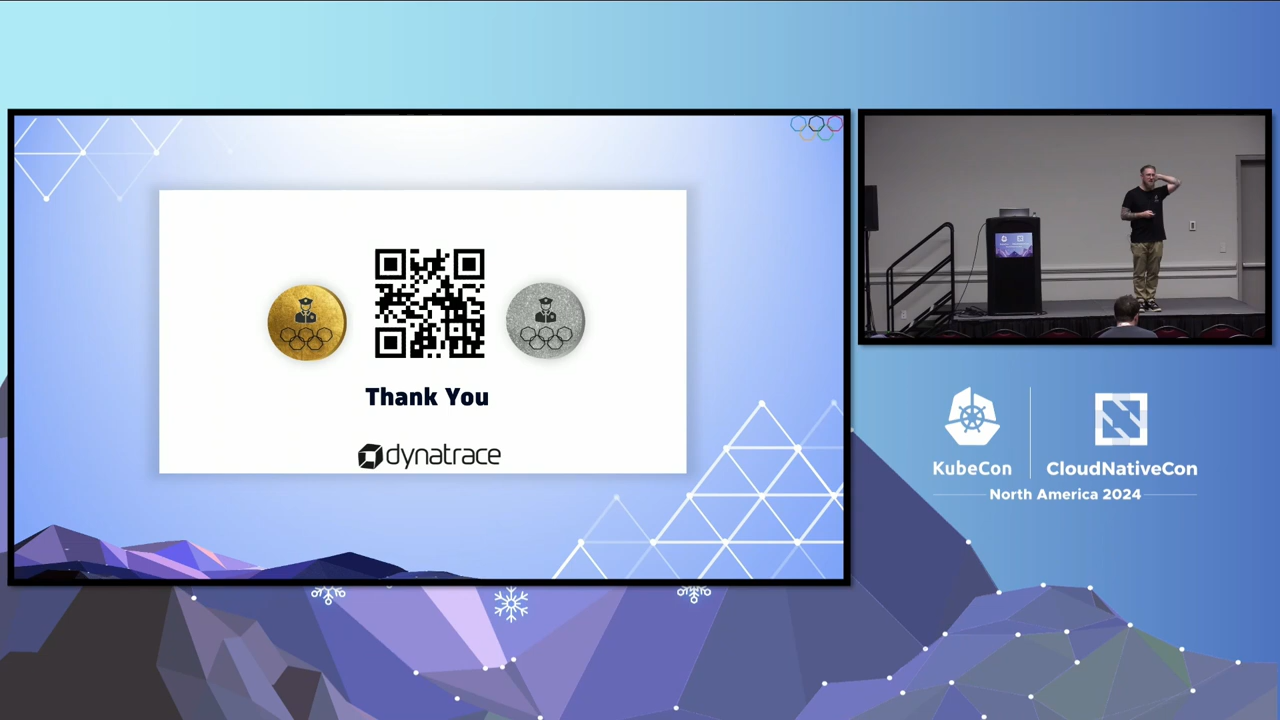 Thank You
dynatrace
KubeCon
CloudNativeCon
North America 2024